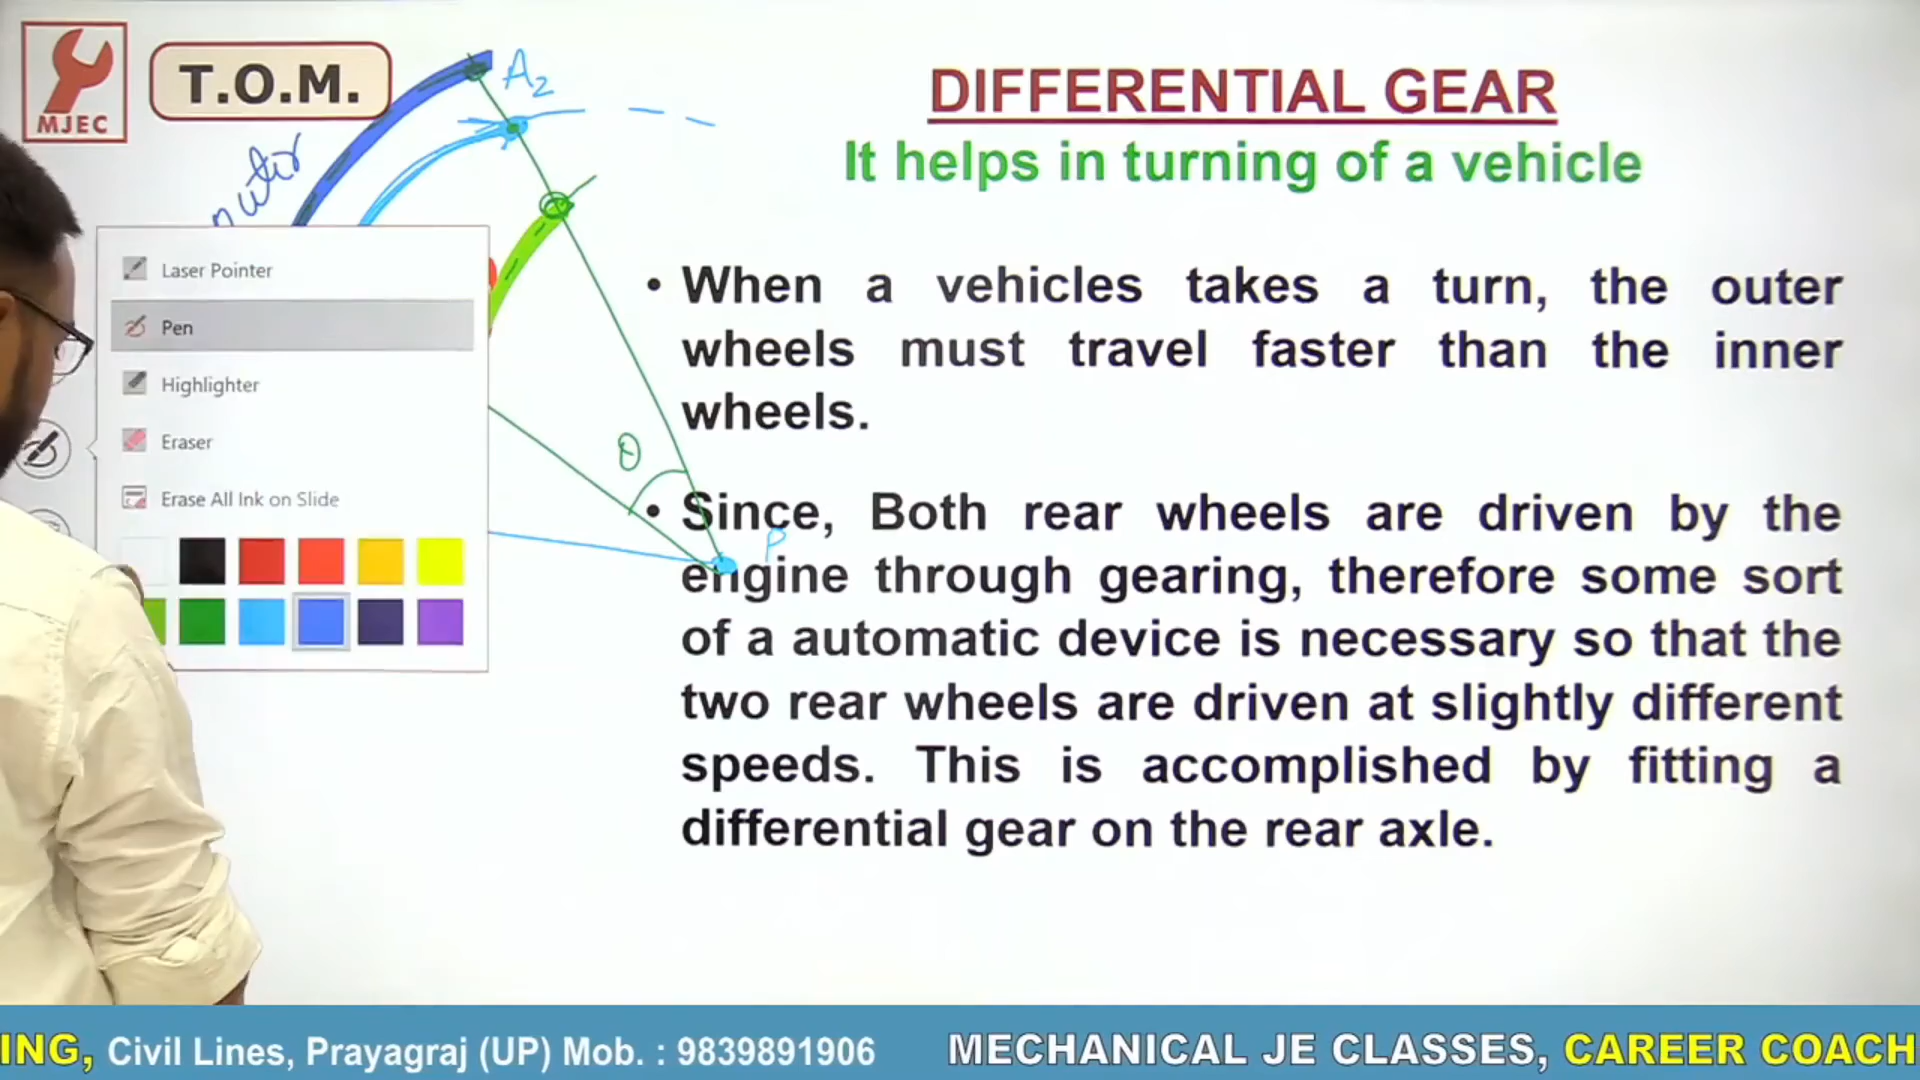 MJEC
T.O.M.
A2
outer
DIFFERENTIAL GEAR
It helps in turning of a vehicle
Laser Pointer
Pen
Highlighter
Eraser
Erase All Ink on Slide
θ
P
• When a vehicles takes a turn, the outer
wheels must travel faster than the inner
wheels.
• Since, Both rear wheels are driven by the
engine through gearing, therefore some sort
of a automatic device is necessary so that the
two rear wheels are driven at slightly different
speeds. This is accomplished by fitting a
differential gear on the rear axle.
ING, Civil Lines, Prayagraj (UP) Mob. : 9839891906 MECHANICAL JE CLASSES, CAREER COACH